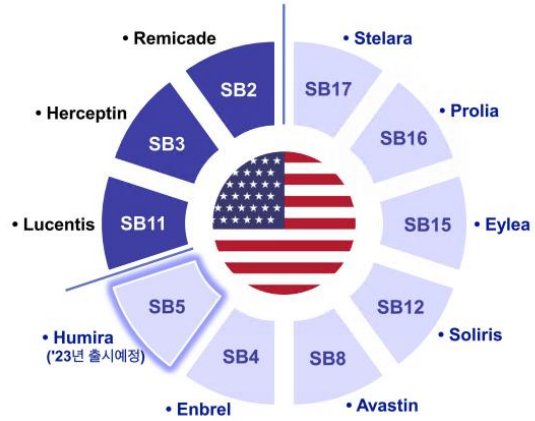 • Remicade
SB2
• Herceptin
SB3
• Lucentis
SB11
• Stelara
SB17
• Prolia
SB16
SB15
• Eylea
SB12
• Soliris
SB8
• Avastin
SB4
• Enbrel
SB5
• Humira
('23년 출시예정)